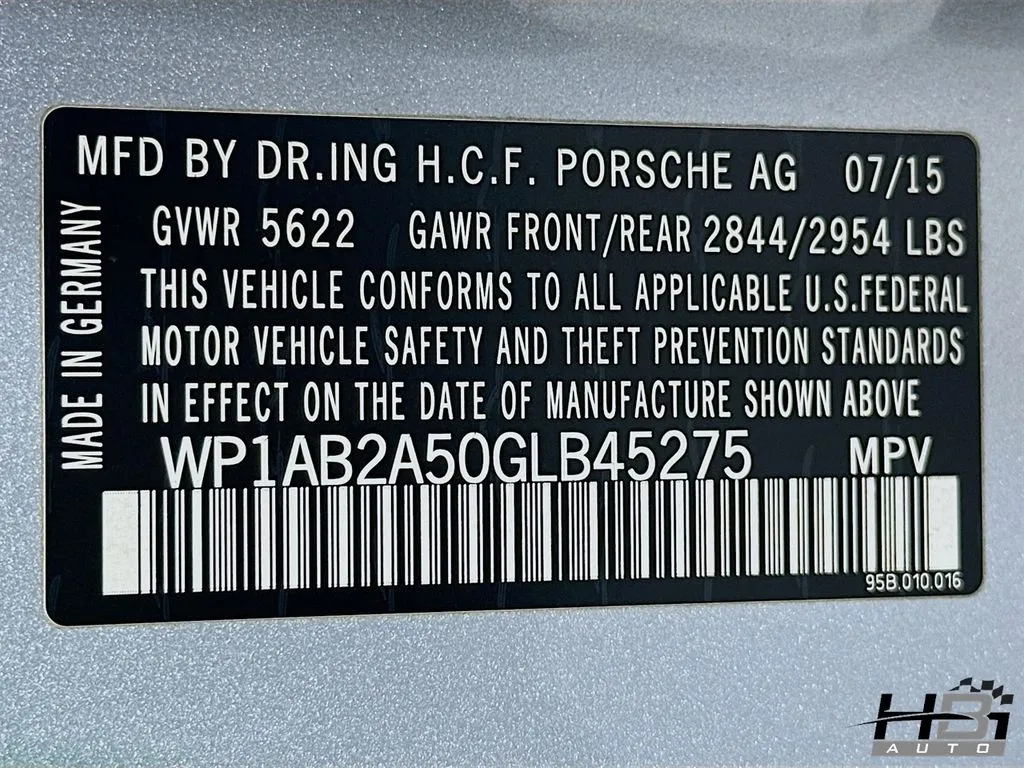 MFD BY DR.ING H.C.F. PORSCHE AG 07/15
GVWR 5622 GAWR FRONT/REAR 2844/2954 LBS
THIS VEHICLE CONFORMS TO ALL APPLICABLE U.S.FEDERAL
MOTOR VEHICLE SAFETY AND THEFT PREVENTION STANDARDS
IN EFFECT ON THE DATE OF MANUFACTURE SHOWN ABOVE
WP1AB2A50GLB45275 MPV
95B.010.016
MADE IN GERMANY
HBI
AUTO